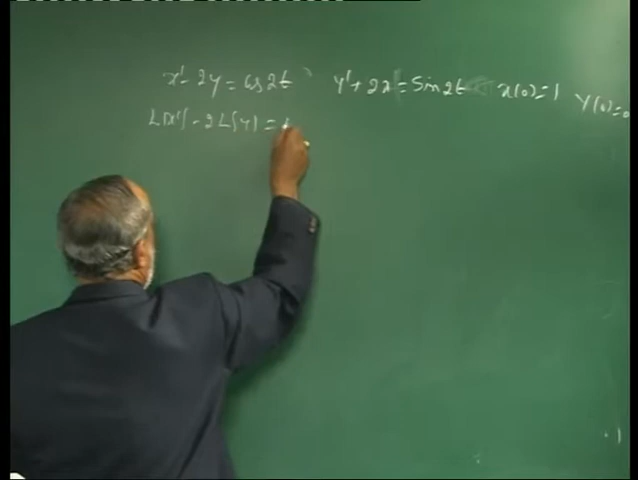 x' - 2y = Cos 2t , y' + 2x = Sin 2t x(0) = 1 y(0) = 0
L[x'] - 2L[y] =